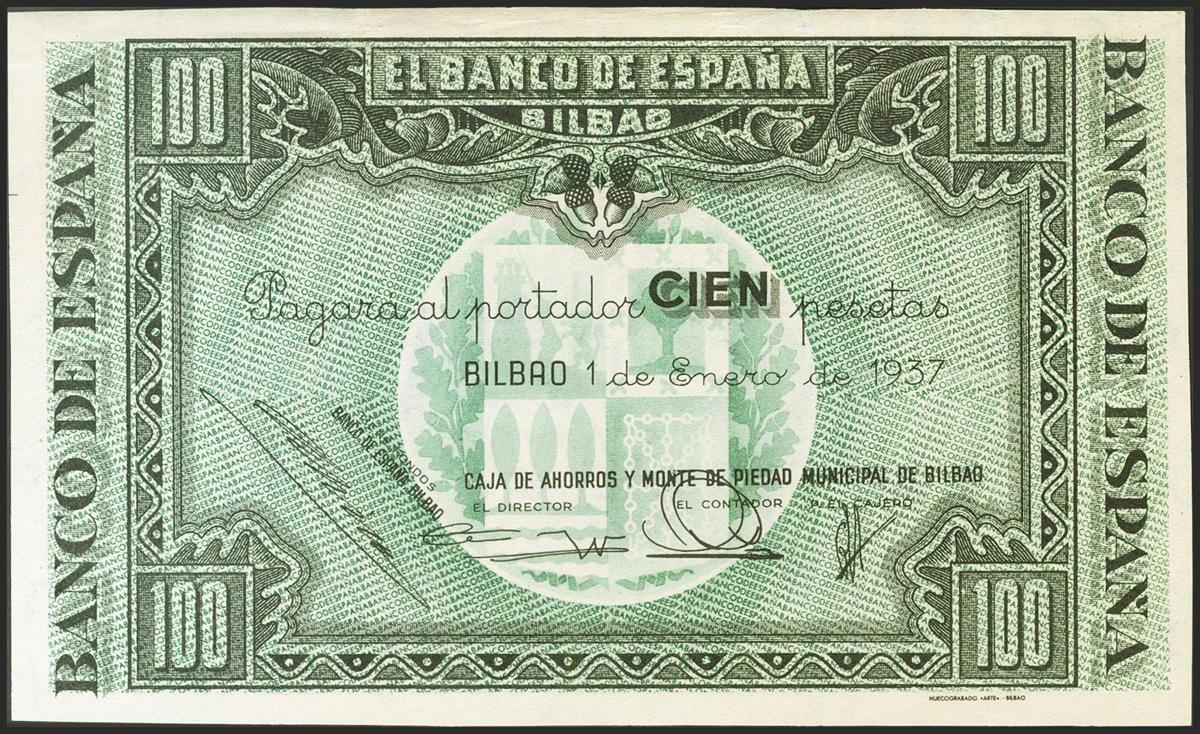 100
EL BANCO DE ESPAÑA
BILBAO
100
BANCO DE ESPAÑA
BANCO DE ESPAÑA
Pagara al portador CIEN pesetas
BILBAO 1 de Enero de 1937
BANCO DE ESPAÑA BILBAO
CAJA DE AHORROS Y MONTE DE PIEDAD MUNICIPAL DE BILBAO
EL DIRECTOR EL CONTADOR EL CAJERO
100
100
HUECOGRABADO «ARTE». - BILBAO